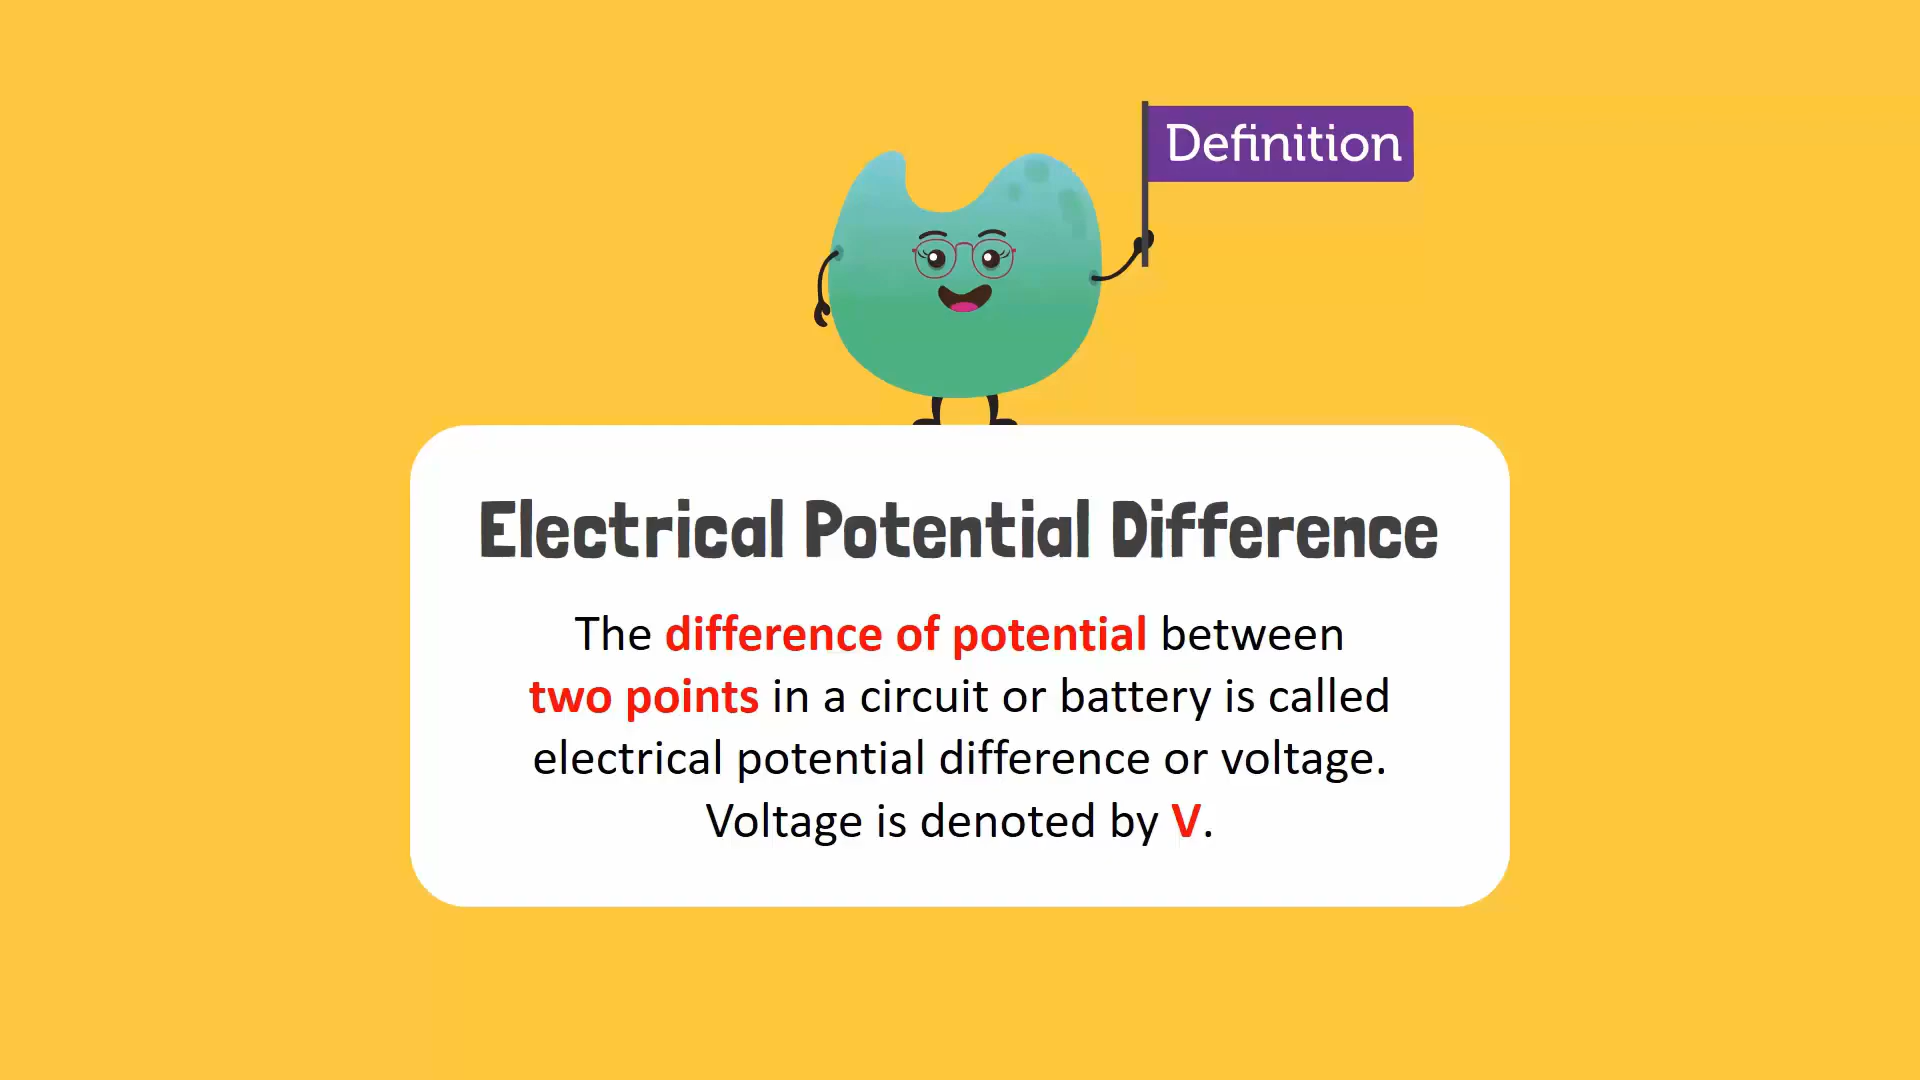 Definition
Electrical Potential Difference
The difference of potential between
two points in a circuit or battery is called
electrical potential difference or voltage.
Voltage is denoted by V.